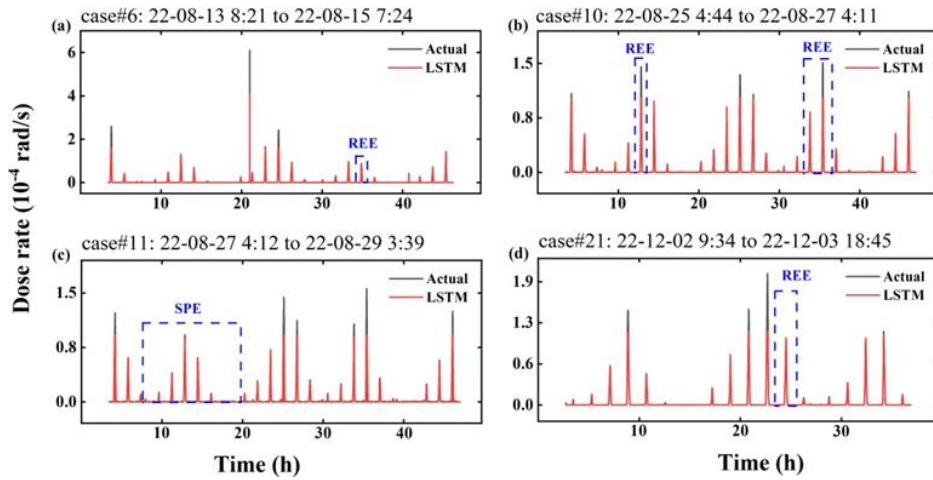 case#6: 22-08-13 8:21 to 22-08-15 7:24
(a)
Actual
LSTM
REE
6
4
2
0
10
20
30
40
case#10: 22-08-25 4:44 to 22-08-27 4:11
(b)
REE
REE
Actual
LSTM
1.5
0.8
0.0
10
20
30
40
Dose rate (10⁻⁴ rad/s)
case#11: 22-08-27 4:12 to 22-08-29 3:39
(c)
Actual
LSTM
SPE
1.5
0.8
0.0
10
20
30
40
Time (h)
case#21: 22-12-02 9:34 to 22-12-03 18:45
(d)
REE
Actual
LSTM
1.9
1.3
0.6
0.0
10
20
30
Time (h)